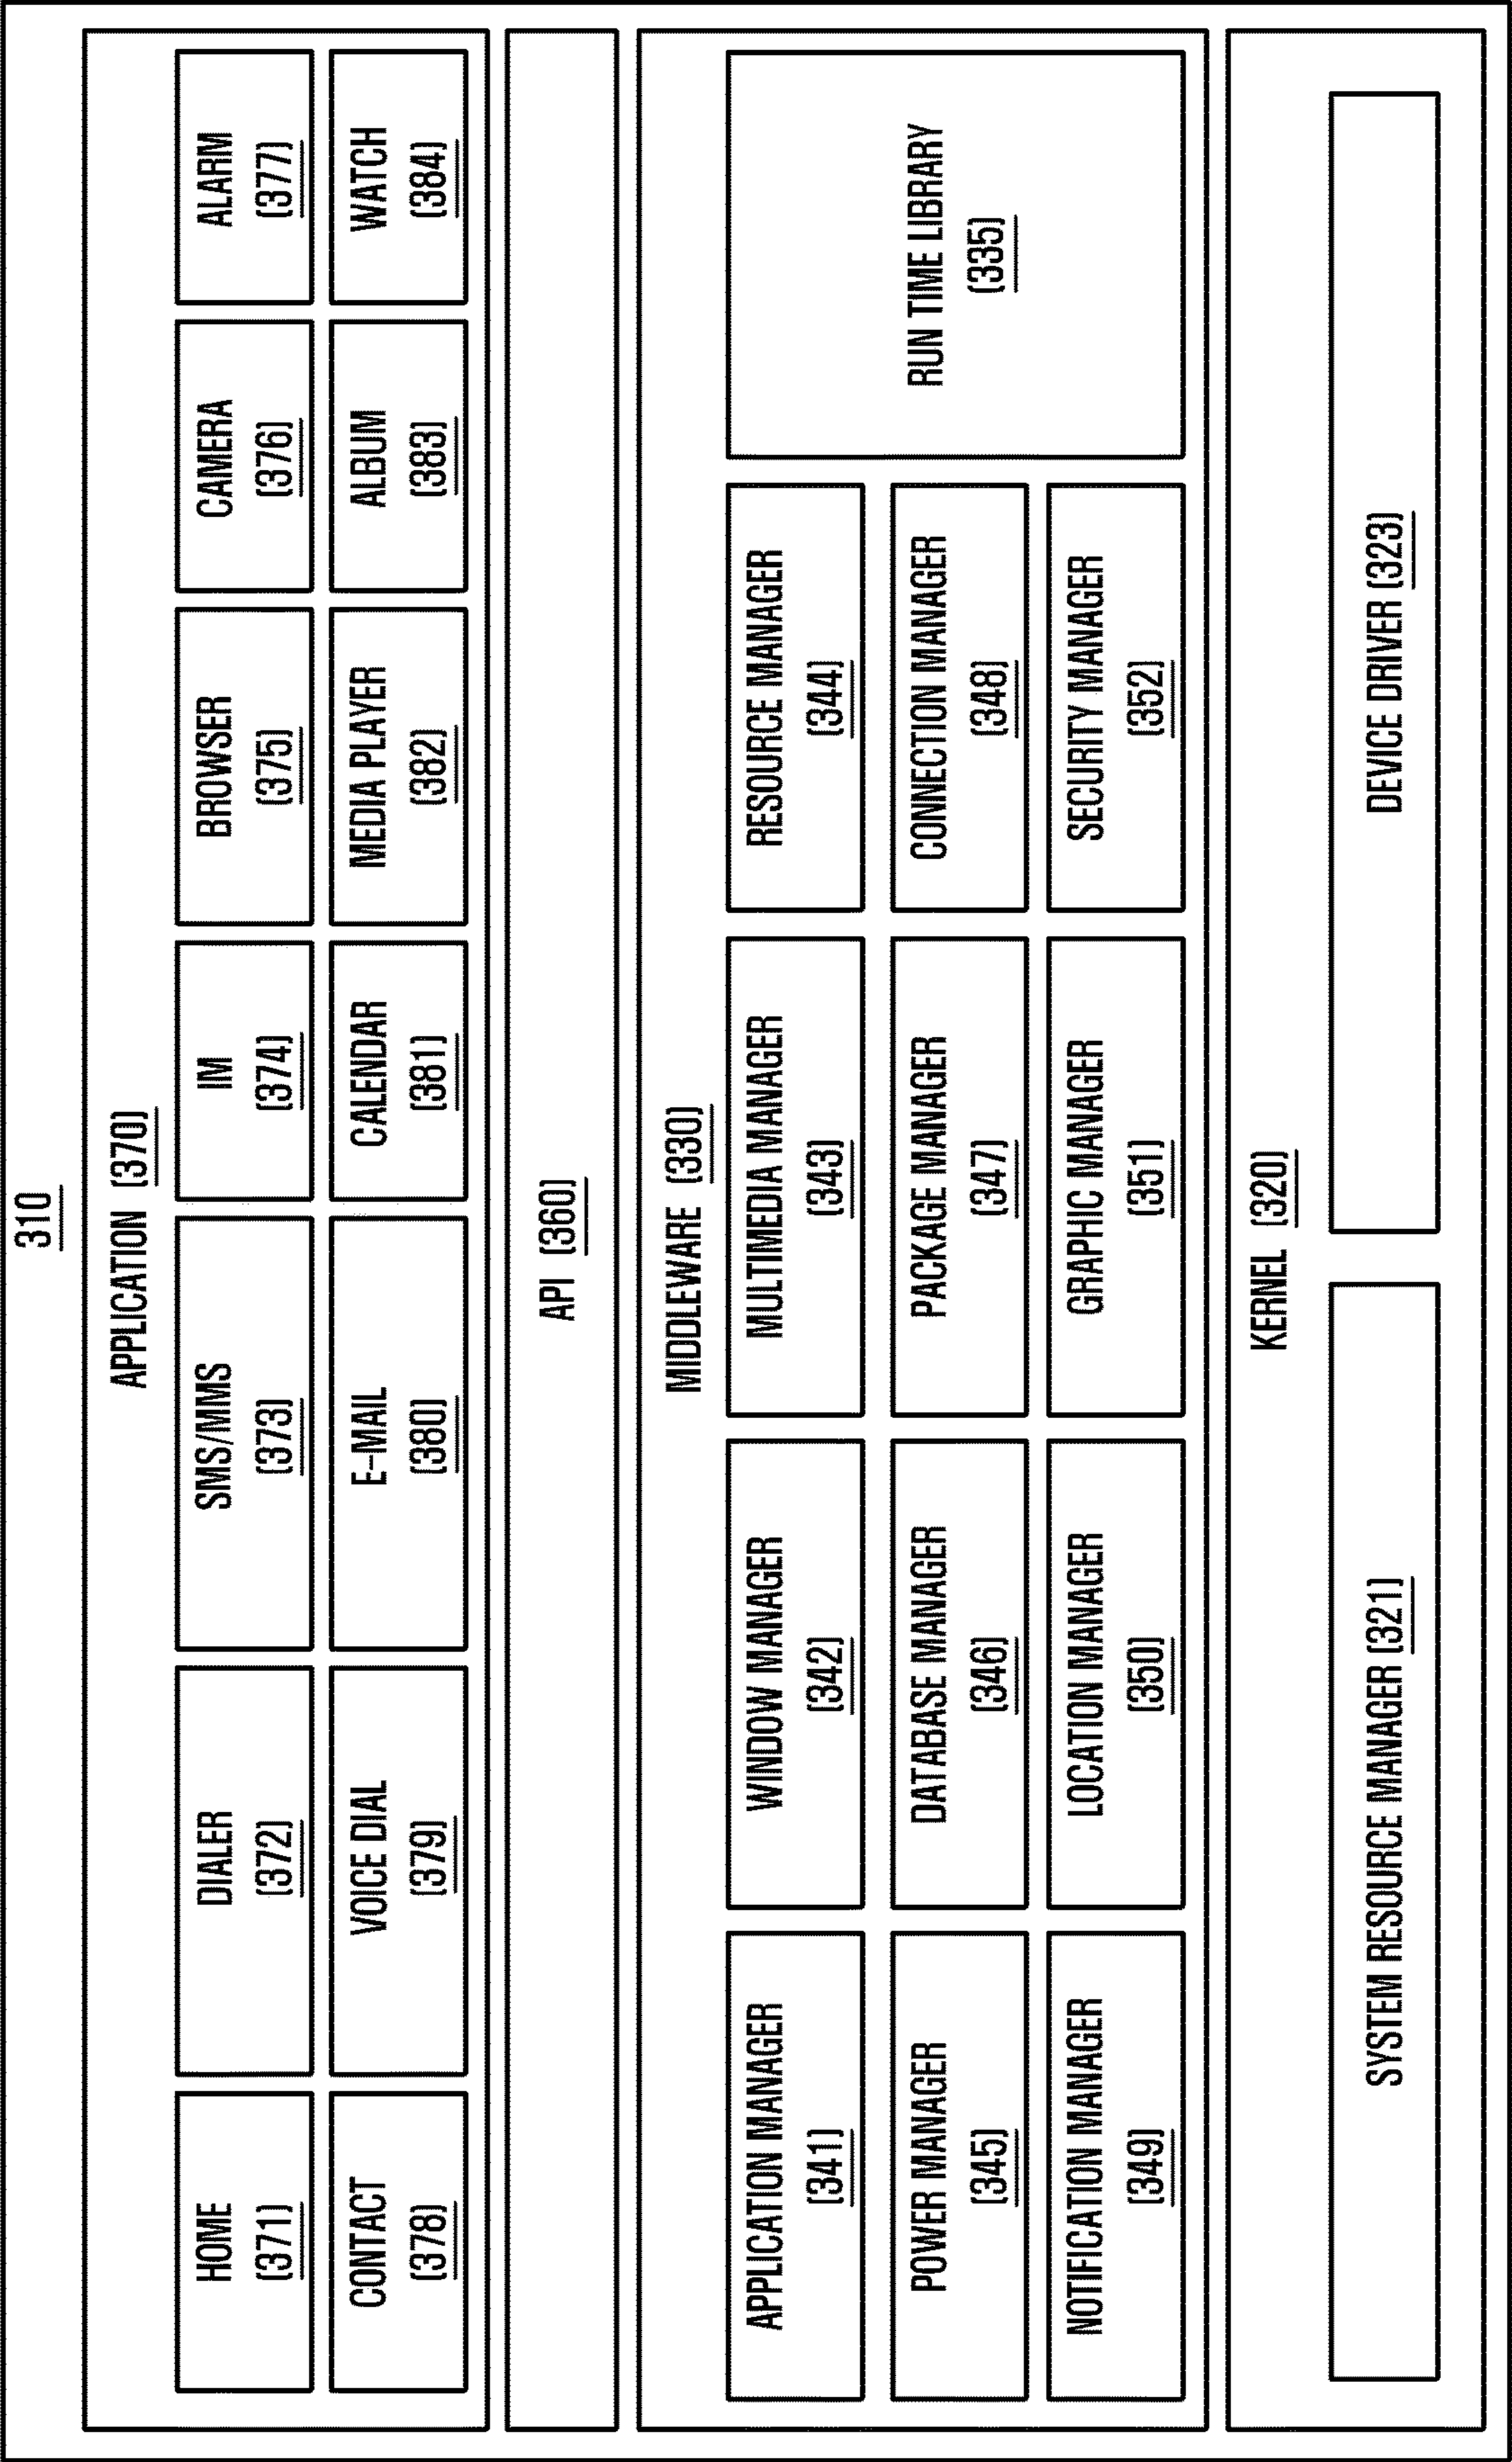 310
APPLICATION (370)
HOME
(371)
DIALER
(372)
SMS/MMS
(373)
IM
(374)
BROWSER
(375)
CAMERA
(376)
ALARM
(377)
CONTACT
(378)
VOICE DIAL
(379)
E-MAIL
(380)
CALENDAR
(381)
MEDIA PLAYER
(382)
ALBUM
(383)
WATCH
(384)
API (360)
MIDDLEWARE (330)
APPLICATION MANAGER
(341)
WINDOW MANAGER
(342)
MULTIMEDIA MANAGER
(343)
RESOURCE MANAGER
(344)
POWER MANAGER
(345)
DATABASE MANAGER
(346)
PACKAGE MANAGER
(347)
CONNECTION MANAGER
(348)
NOTIFICATION MANAGER
(349)
LOCATION MANAGER
(350)
GRAPHIC MANAGER
(351)
SECURITY MANAGER
(352)
RUN TIME LIBRARY
(335)
KERNEL (320)
SYSTEM RESOURCE MANAGER (321)
DEVICE DRIVER (323)